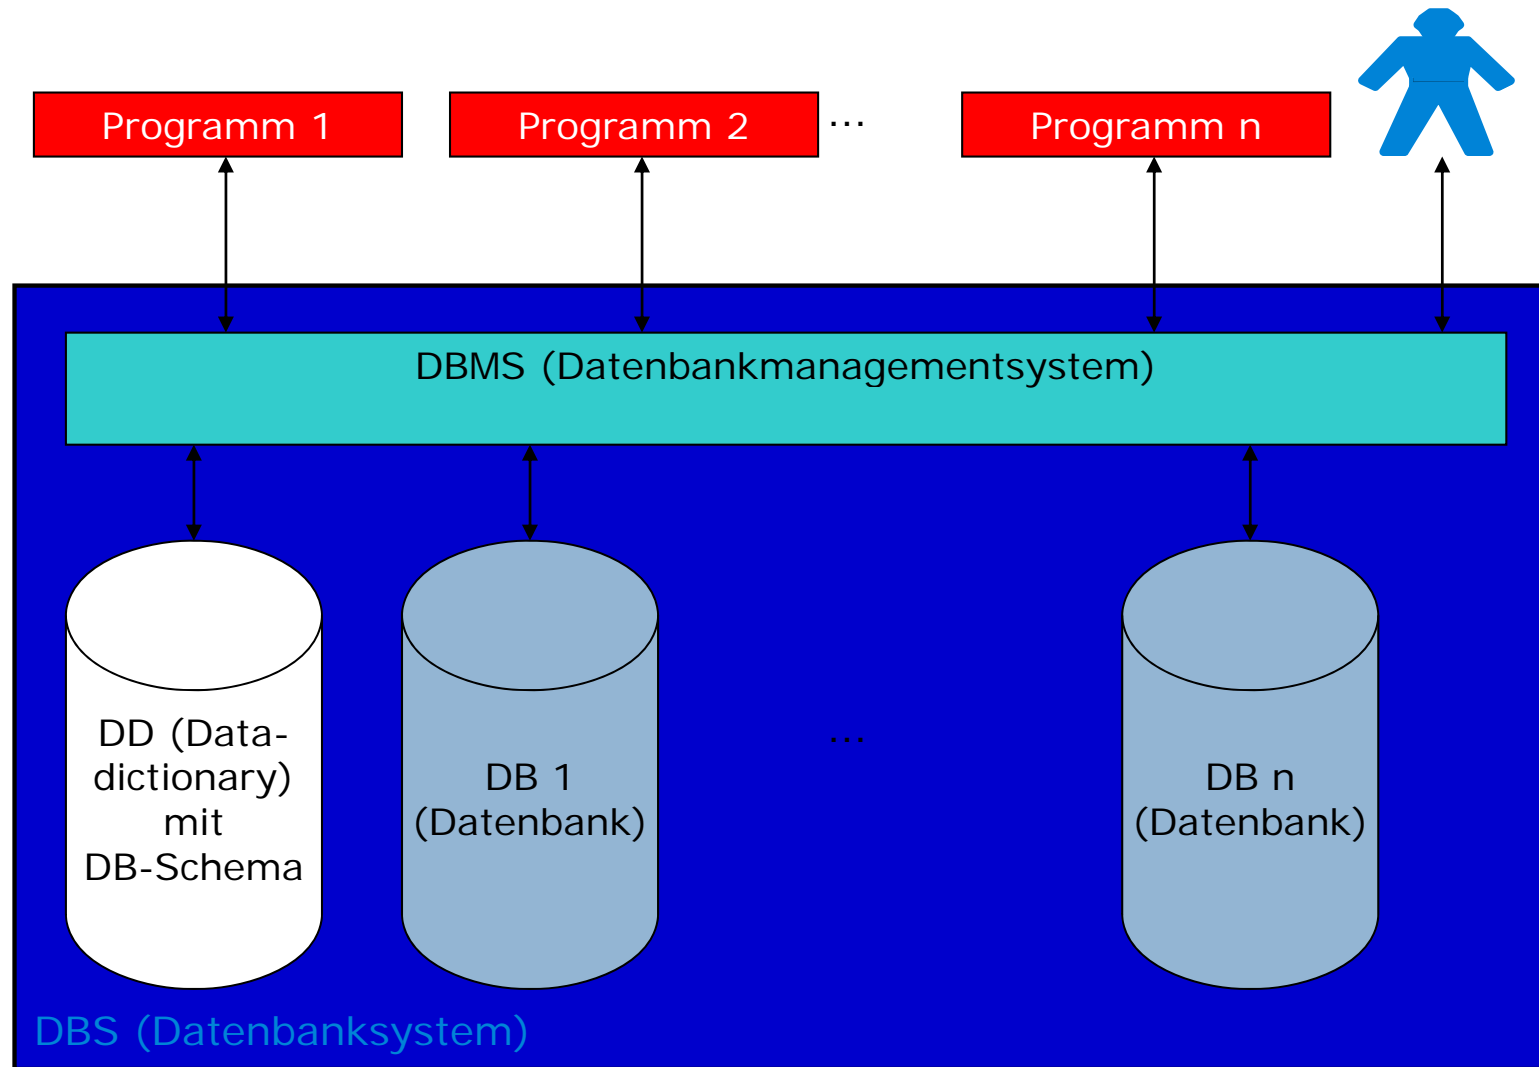 Programm 1
Programm 2
...
Programm n
DBMS (Datenbankmanagementsystem)
DD (Data-
dictionary)
mit
DB-Schema
DB 1
(Datenbank)
...
DB n
(Datenbank)
DBS (Datenbanksystem)